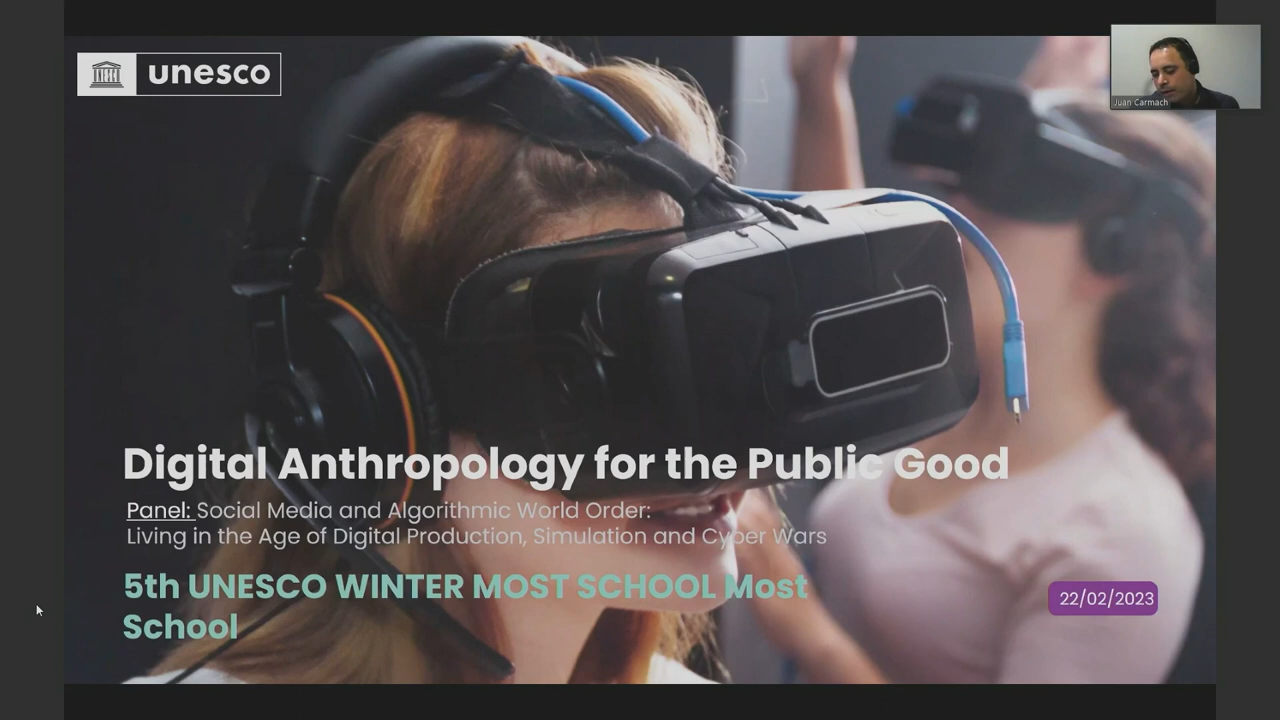 unesco
Juan Carmach
Digital Anthropology for the Public Good
Panel: Social Media and Algorithmic World Order:
Living in the Age of Digital Production, Simulation and Cyber Wars
5th UNESCO WINTER MOST SCHOOL Most
School
22/02/2023